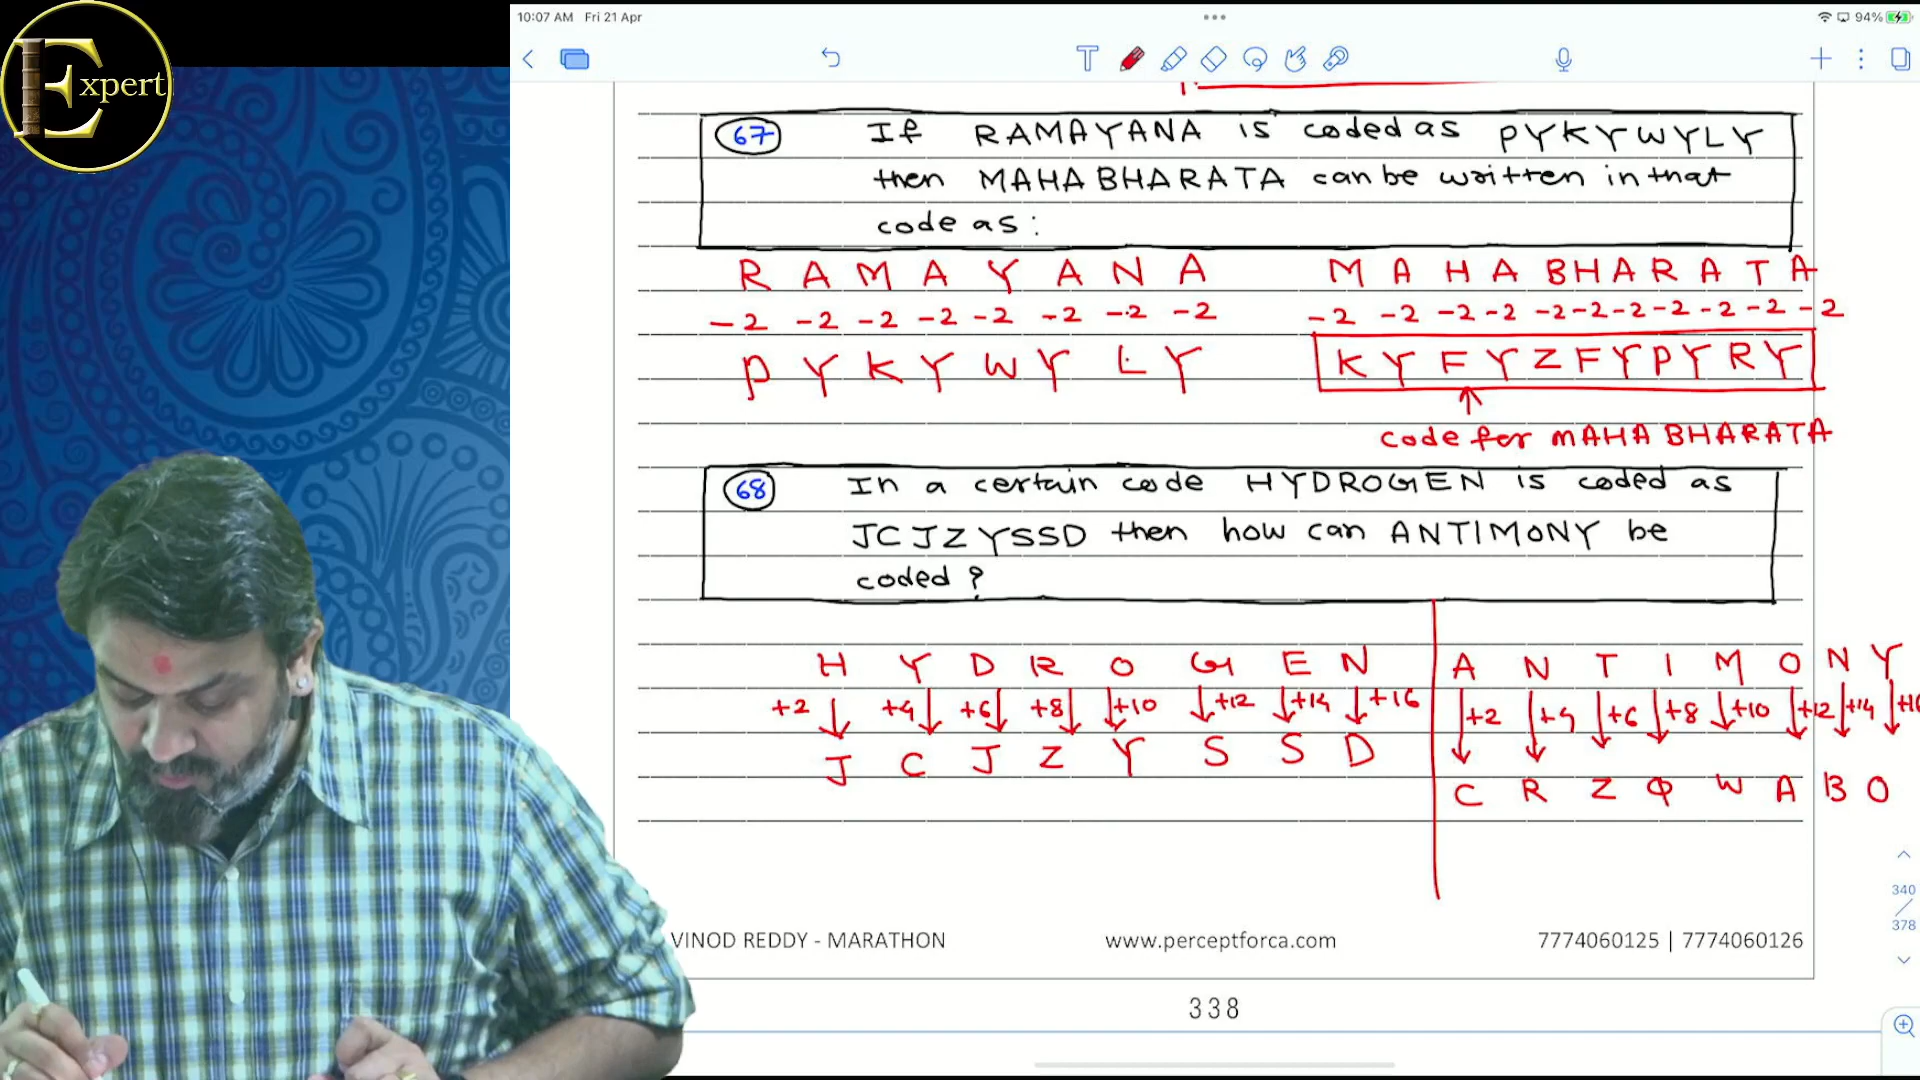 Expert
10:07 AM Fri 21 Apr
94%
67 If RAMAYANA is coded as PYKYWYLY
then MAHABHARATA can be written in that
code as:
R A M A Y A N A
-2 -2 -2 -2 -2 -2 -2 -2
P Y K Y W Y L Y
M A H A B H A R A T A
-2 -2 -2 -2 -2 -2 -2 -2 -2 -2 -2
K Y F Y Z F Y P Y R Y
code for MAHABHARATA
68 In a certain code HYDROGEN is coded as
JCJZYSSD then how can ANTIMONY be
coded?
H Y D R O G E N
+2 +4 +6 +8 +10 +12 +14 +16
J C J Z Y S S D
A N T I M O N Y
+2 +4 +6 +8 +10 +12 +14 +16
C R Z Q W A B O
VINOD REDDY - MARATHON www.perceptforca.com 7774060125 | 7774060126
338
340
378